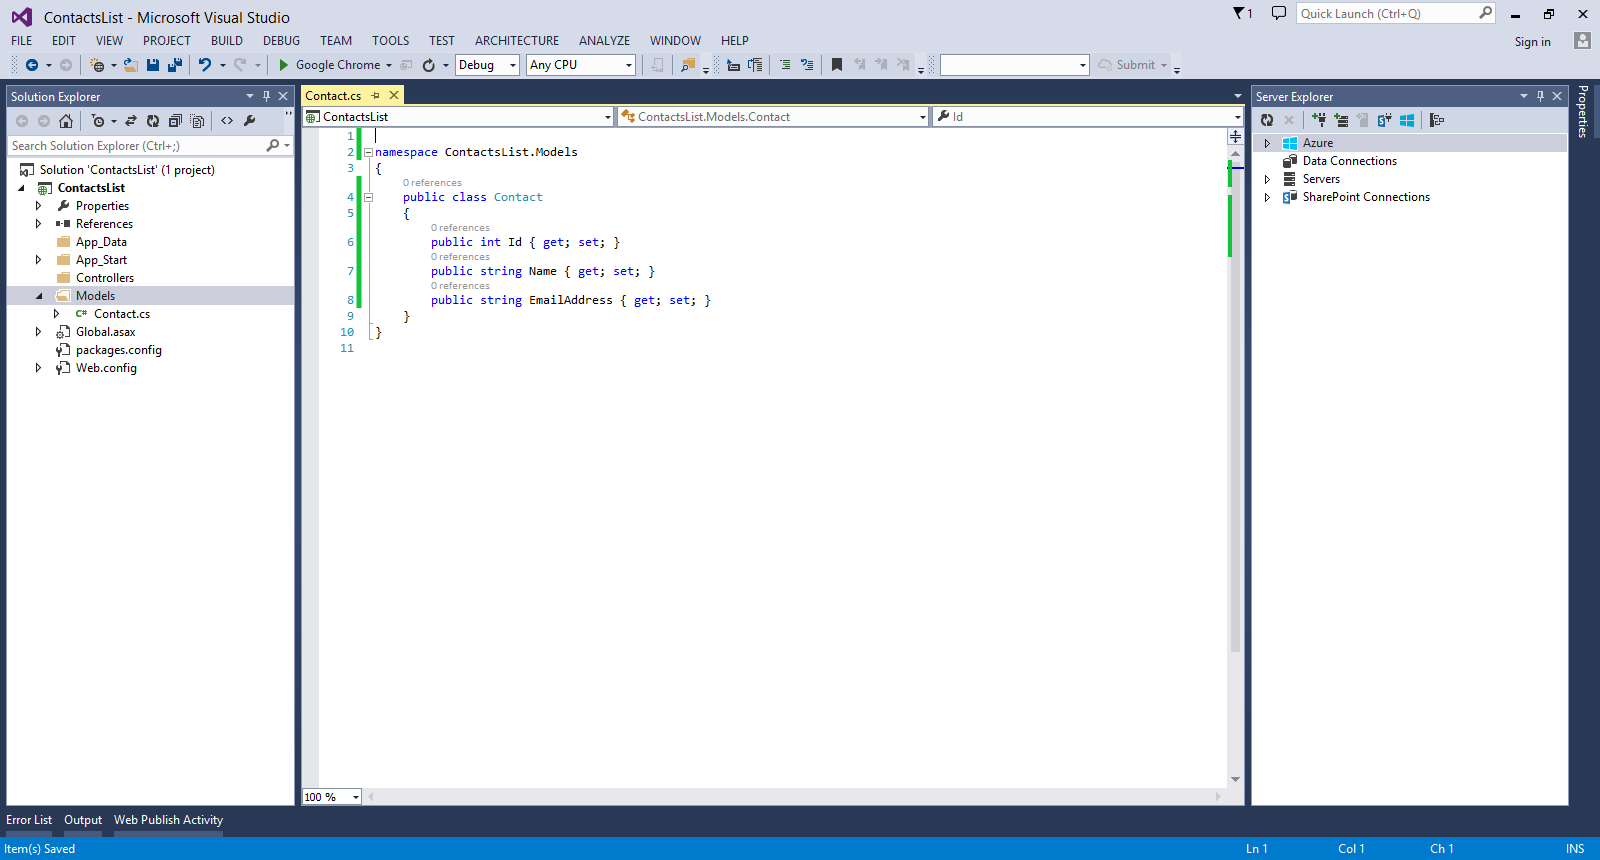 ContactsList - Microsoft Visual Studio
1
Quick Launch (Ctrl+Q)
FILE EDIT VIEW PROJECT BUILD DEBUG TEAM TOOLS TEST ARCHITECTURE ANALYZE WINDOW HELP
Sign in
Google Chrome Debug Any CPU Submit
Solution Explorer
Search Solution Explorer (Ctrl+;)
Solution 'ContactsList' (1 project)
ContactsList
Properties
References
App_Data
App_Start
Controllers
Models
C# Contact.cs
Global.asax
packages.config
Web.config
Contact.cs
ContactsList ContactsList.Models.Contact Id
1
2 namespace ContactsList.Models
3 {
0 references
4 public class Contact
5 {
0 references
6 public int Id { get; set; }
0 references
7 public string Name { get; set; }
0 references
8 public string EmailAddress { get; set; }
9 }
10 }
11
100 %
Server Explorer
Azure
Data Connections
Servers
SharePoint Connections
Properties
Error List Output Web Publish Activity
Item(s) Saved Ln 1 Col 1 Ch 1 INS